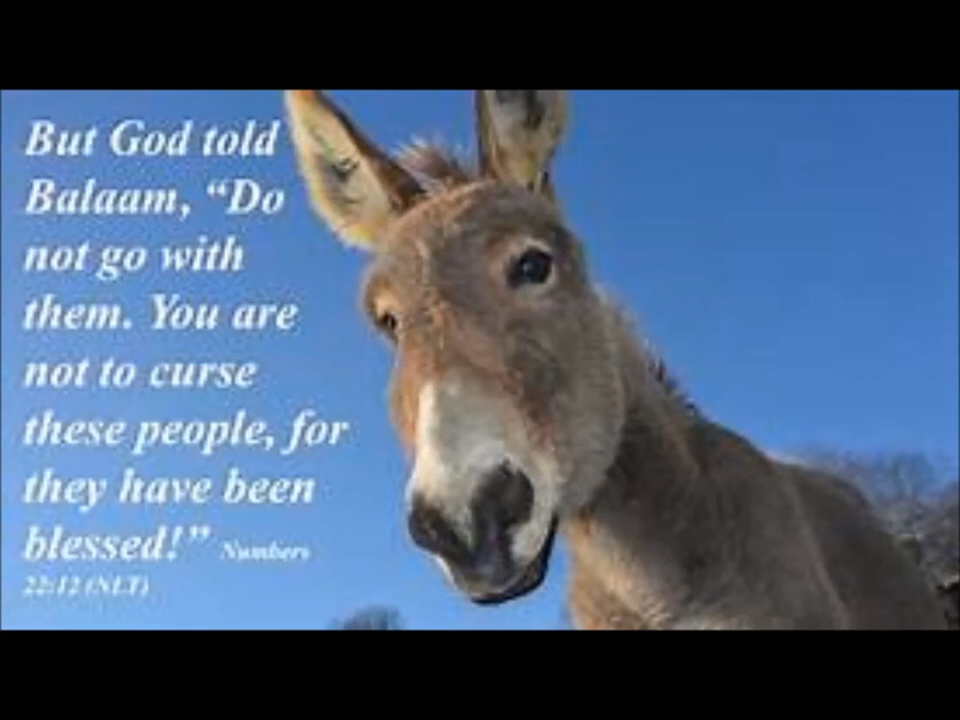 But God told
Balaam, “Do
not go with
them. You are
not to curse
these people, for
they have been
blessed!” Numbers
22:12 (NLT)